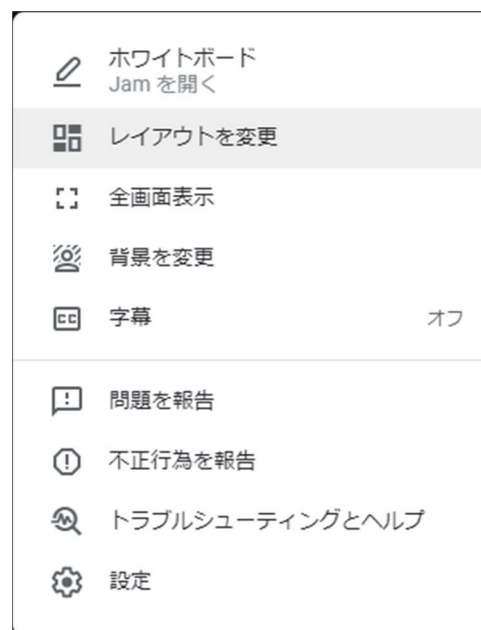 ホワイトボード
Jam を開く
レイアウトを変更
全画面表示
背景を変更
CC 字幕 オフ
問題を報告
不正行為を報告
トラブルシューティングとヘルプ
設定